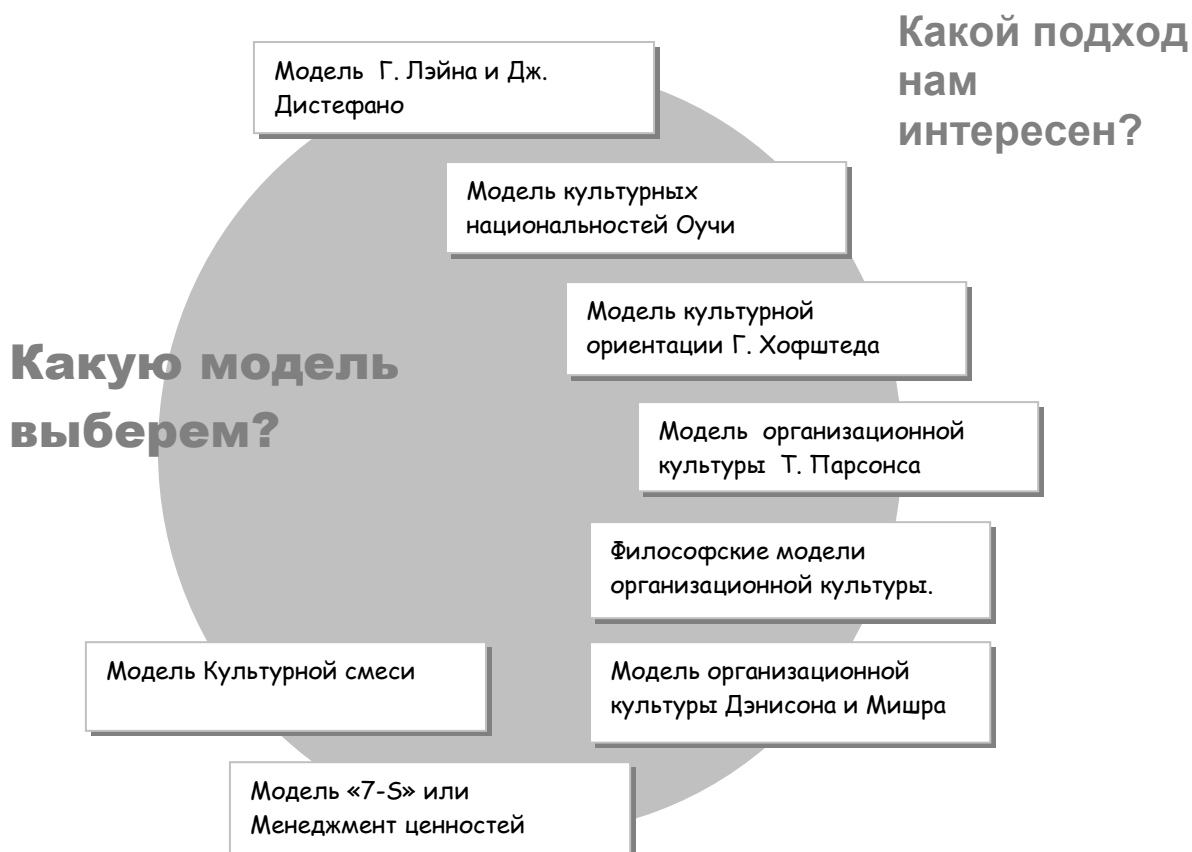 Какой подход
нам
интересен?
Модель Г. Лэйна и Дж.
Дистефано
Модель культурных
национальностей Оучи
Модель культурной
ориентации Г. Хофштеда
Какую модель
выберем?
Модель организационной
культуры Т. Парсонса
Философские модели
организационной культуры.
Модель Культурной смеси
Модель организационной
культуры Дэнисона и Мишра
Модель «7-S» или
Менеджмент ценностей